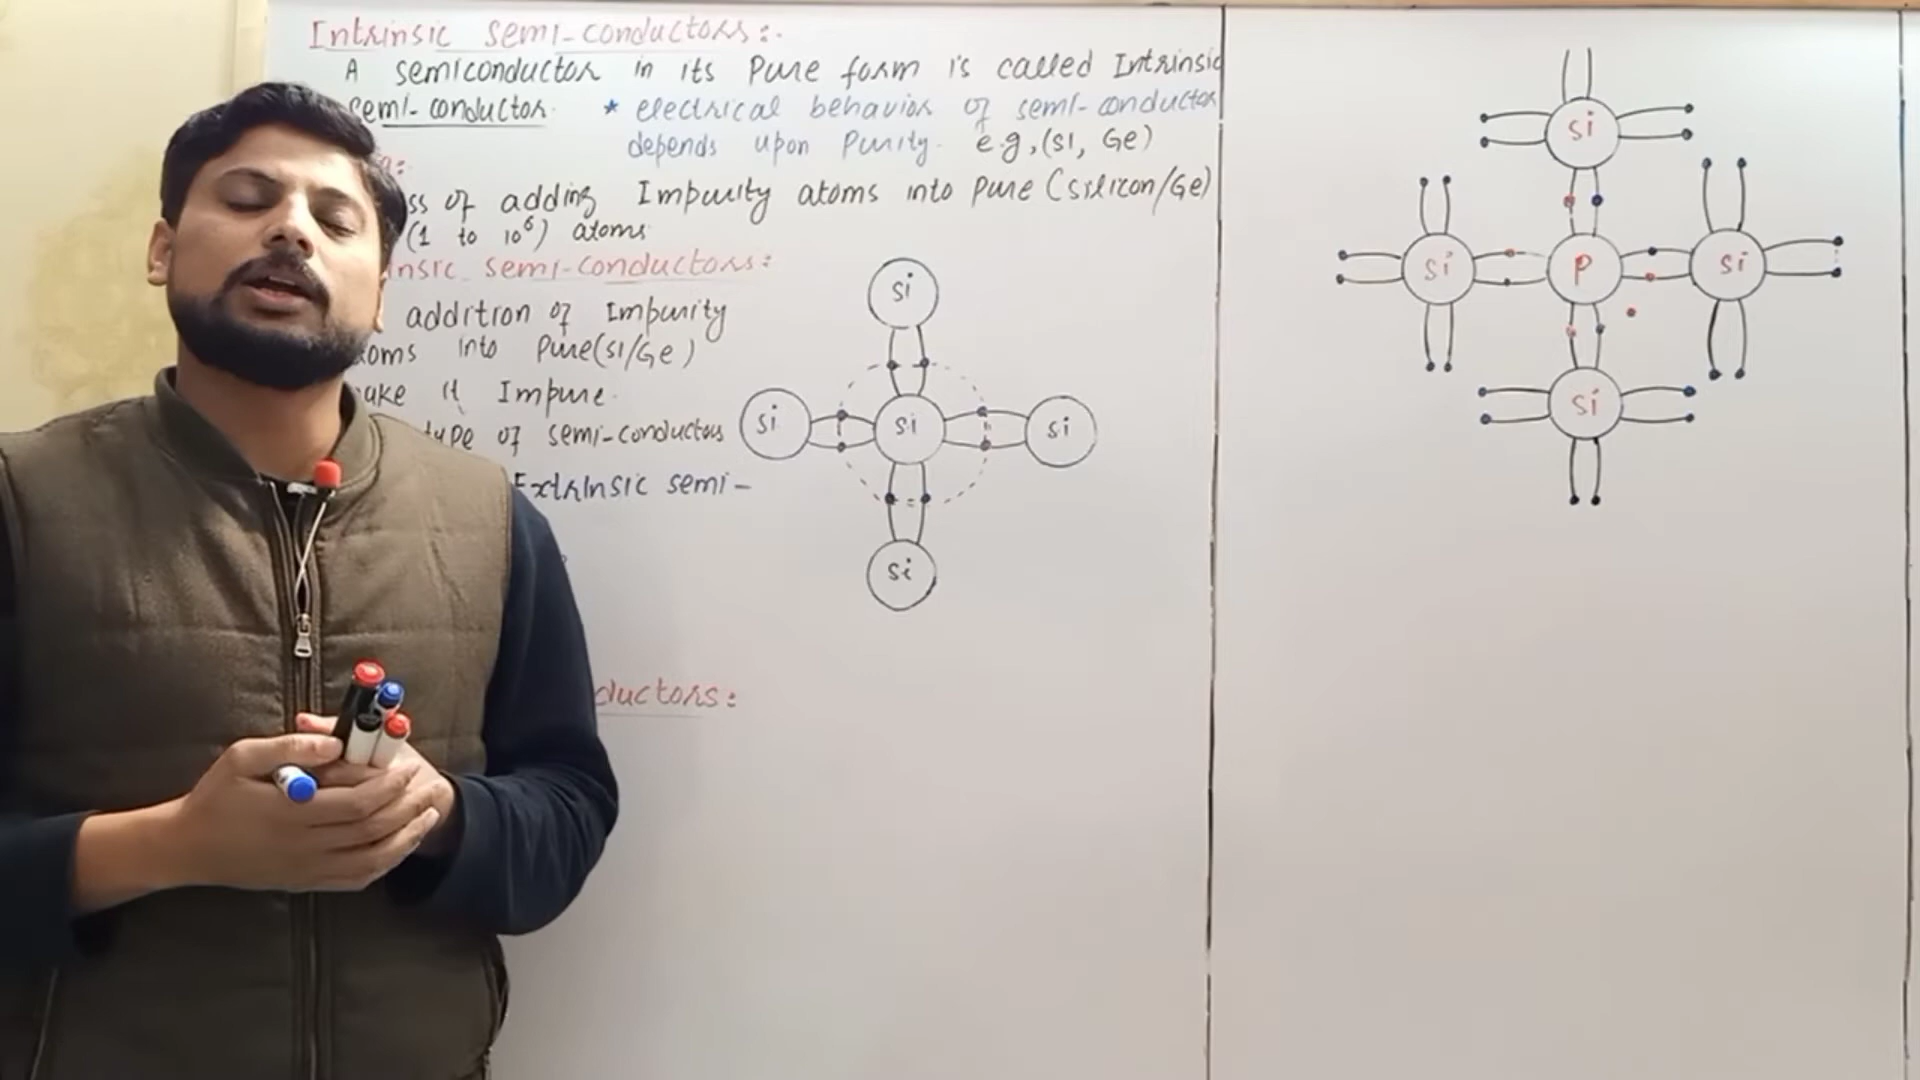 Intrinsic semi-conductors:-
A semiconductor in its Pure form is called Intrinsic
semi-conductor. * electrical behavior of semi-conductor
depends upon Purity. e.g,(si, Ge)
of adding Impurity atoms into pure (silicon/Ge)
(1 to 10⁶) atoms
semi-conductors:
addition of Impurity
into Pure(si/Ge)
it Impure.
type of semi-conductors
Extrinsic semi-
si
si
si
si
si
si
si
P
si
si